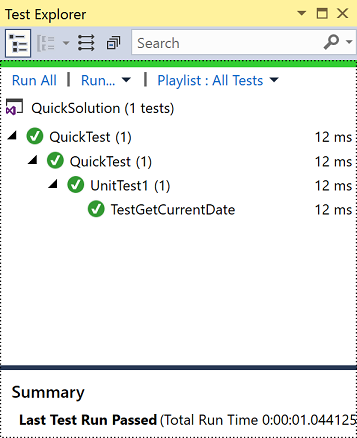 Test Explorer
Search
Run All | Run... | Playlist : All Tests
QuickSolution (1 tests)
QuickTest (1) 12 ms
QuickTest (1) 12 ms
UnitTest1 (1) 12 ms
TestGetCurrentDate 12 ms
Summary
Last Test Run Passed (Total Run Time 0:00:01.044125